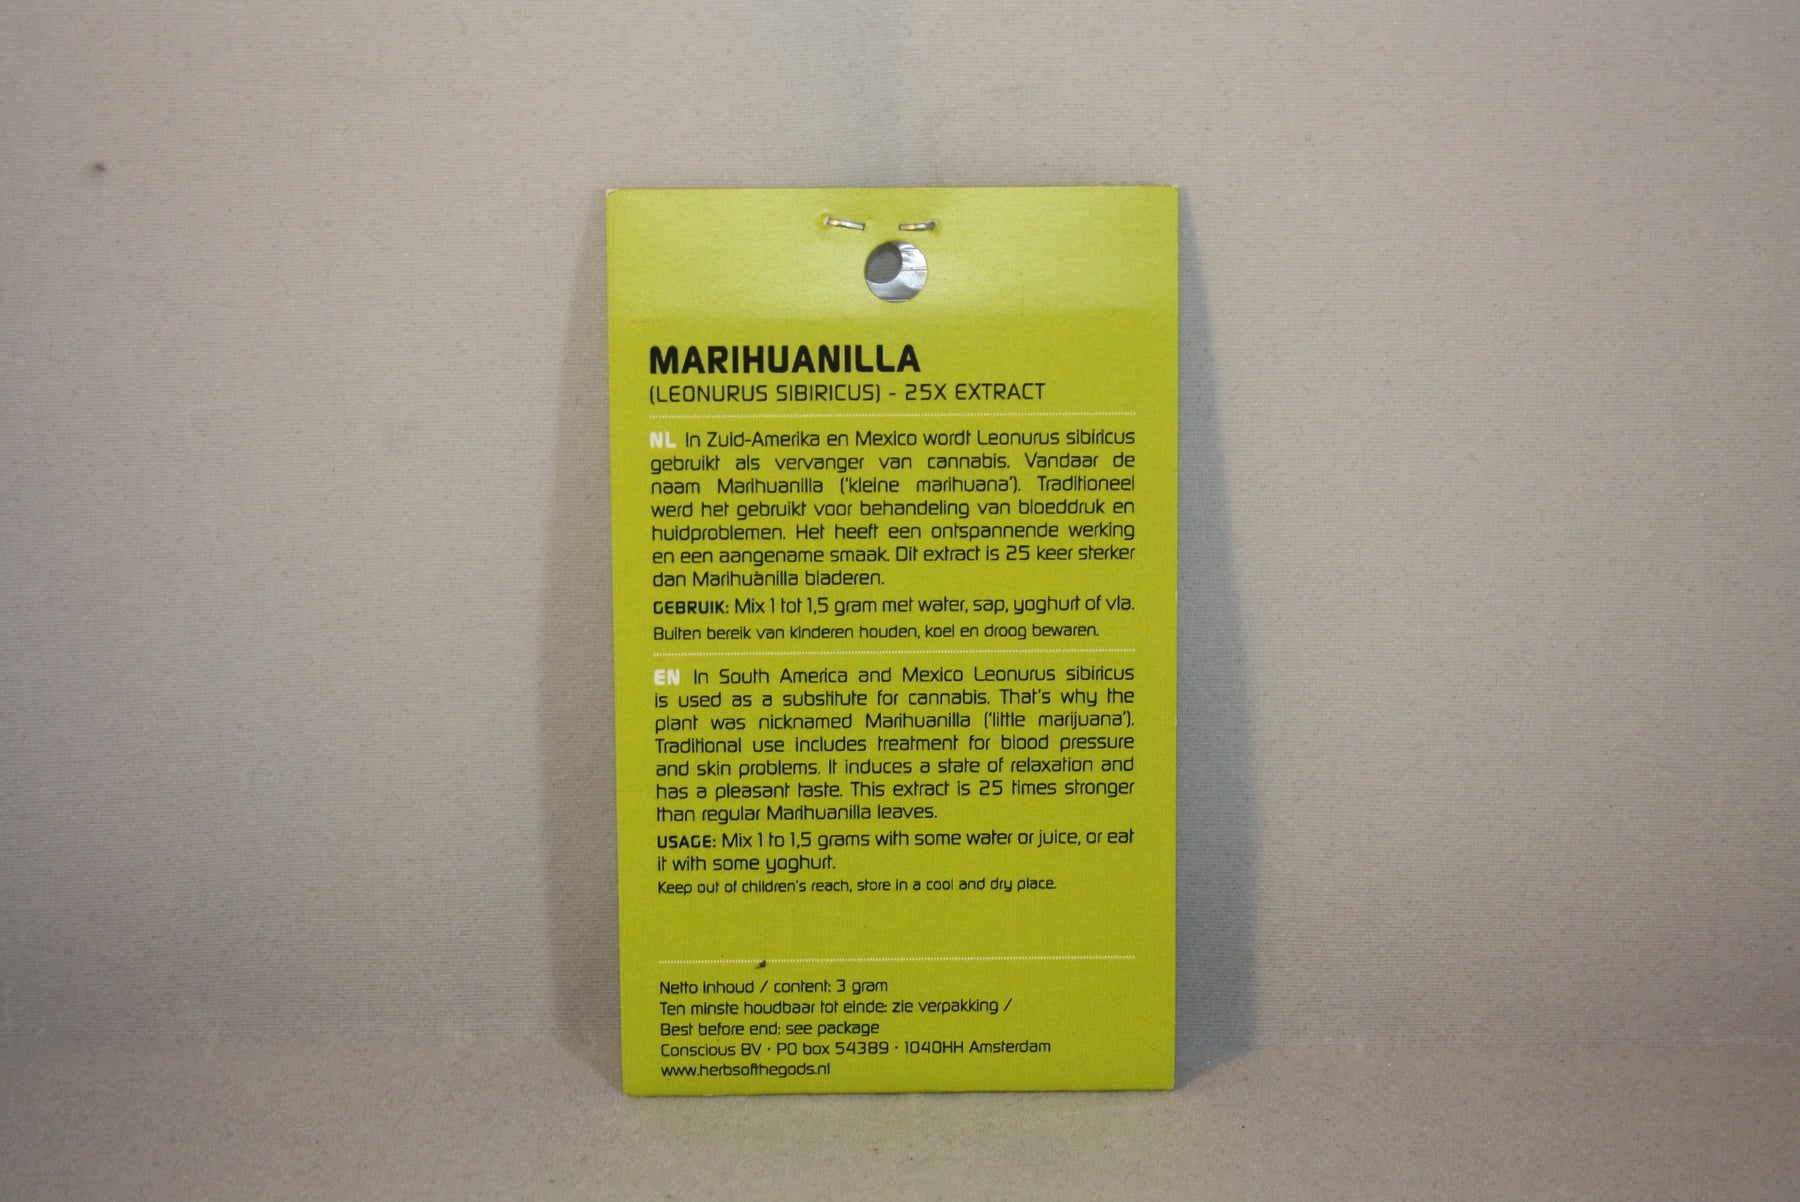 MARIHUANILLA
(LEONURUS SIBIRICUS) - 25X EXTRACT
NL In Zuid-Amerika en Mexico wordt Leonurus sibiricus
gebruikt als vervanger van cannabis. Vandaar de
naam Marihuanilla ('kleine marihuana'). Traditioneel
werd het gebruikt voor behandeling van bloeddruk en
huidproblemen. Het heeft een ontspannende werking
en een aangename smaak. Dit extract is 25 keer sterker
dan Marihuanilla bladeren.
GEBRUIK: Mix 1 tot 1,5 gram met water, sap, yoghurt of vla.
Buiten bereik van kinderen houden, koel en droog bewaren.
EN In South America and Mexico Leonurus sibiricus
is used as a substitute for cannabis. That's why the
plant was nicknamed Marihuanilla ('little marijuana').
Traditional use includes treatment for blood pressure
and skin problems. It induces a state of relaxation and
has a pleasant taste. This extract is 25 times stronger
than regular Marihuanilla leaves.
USAGE: Mix 1 to 1,5 grams with some water or juice, or eat
it with some yoghurt.
Keep out of children's reach, store in a cool and dry place.
Netto inhoud / content: 3 gram
Ten minste houdbaar tot einde: zie verpakking /
Best before end: see package
Conscious BV · PO box 54389 · 1040HH Amsterdam
www.herbsofthegods.nl